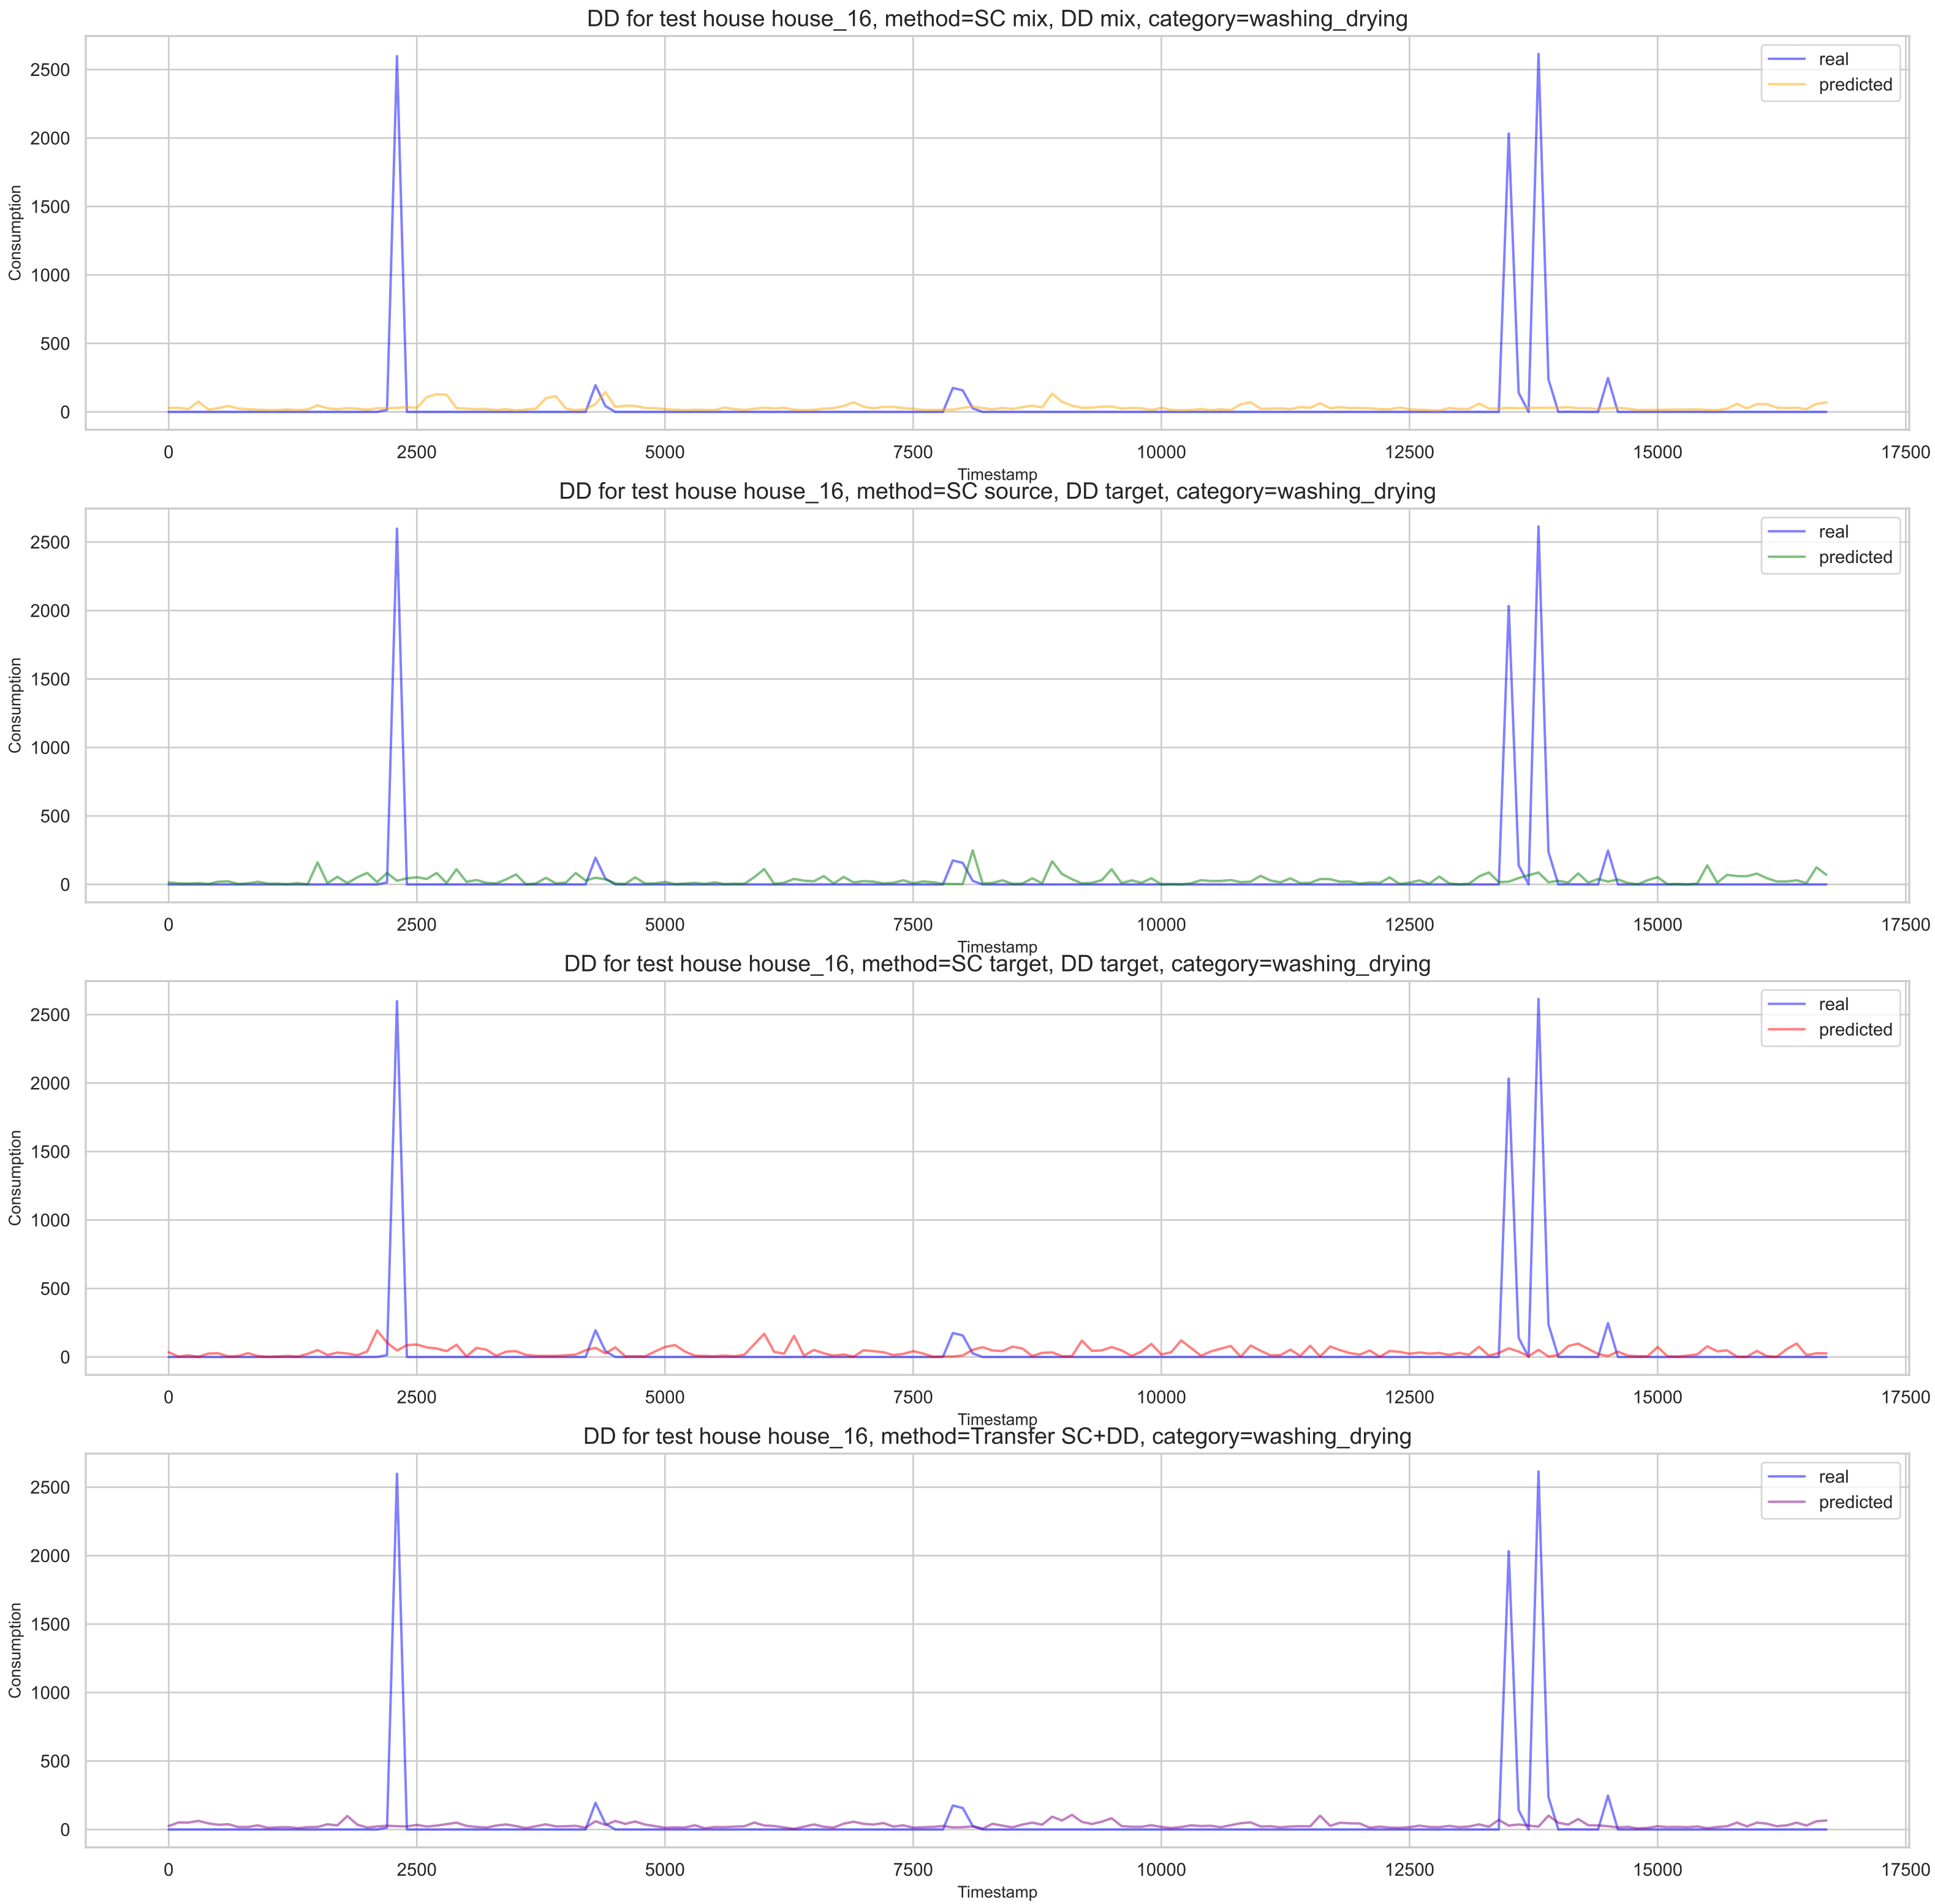 DD for test house house_16, method=SC mix, DD mix, category=washing_drying
real
predicted
2500
2000
1500
1000
500
0
Consumption
0 2500 5000 7500 10000 12500 15000 17500
Timestamp
DD for test house house_16, method=SC source, DD target, category=washing_drying
real
predicted
2500
2000
1500
1000
500
0
Consumption
0 2500 5000 7500 10000 12500 15000 17500
Timestamp
DD for test house house_16, method=SC target, DD target, category=washing_drying
real
predicted
2500
2000
1500
1000
500
0
Consumption
0 2500 5000 7500 10000 12500 15000 17500
Timestamp
DD for test house house_16, method=Transfer SC+DD, category=washing_drying
real
predicted
2500
2000
1500
1000
500
0
Consumption
0 2500 5000 7500 10000 12500 15000 17500
Timestamp